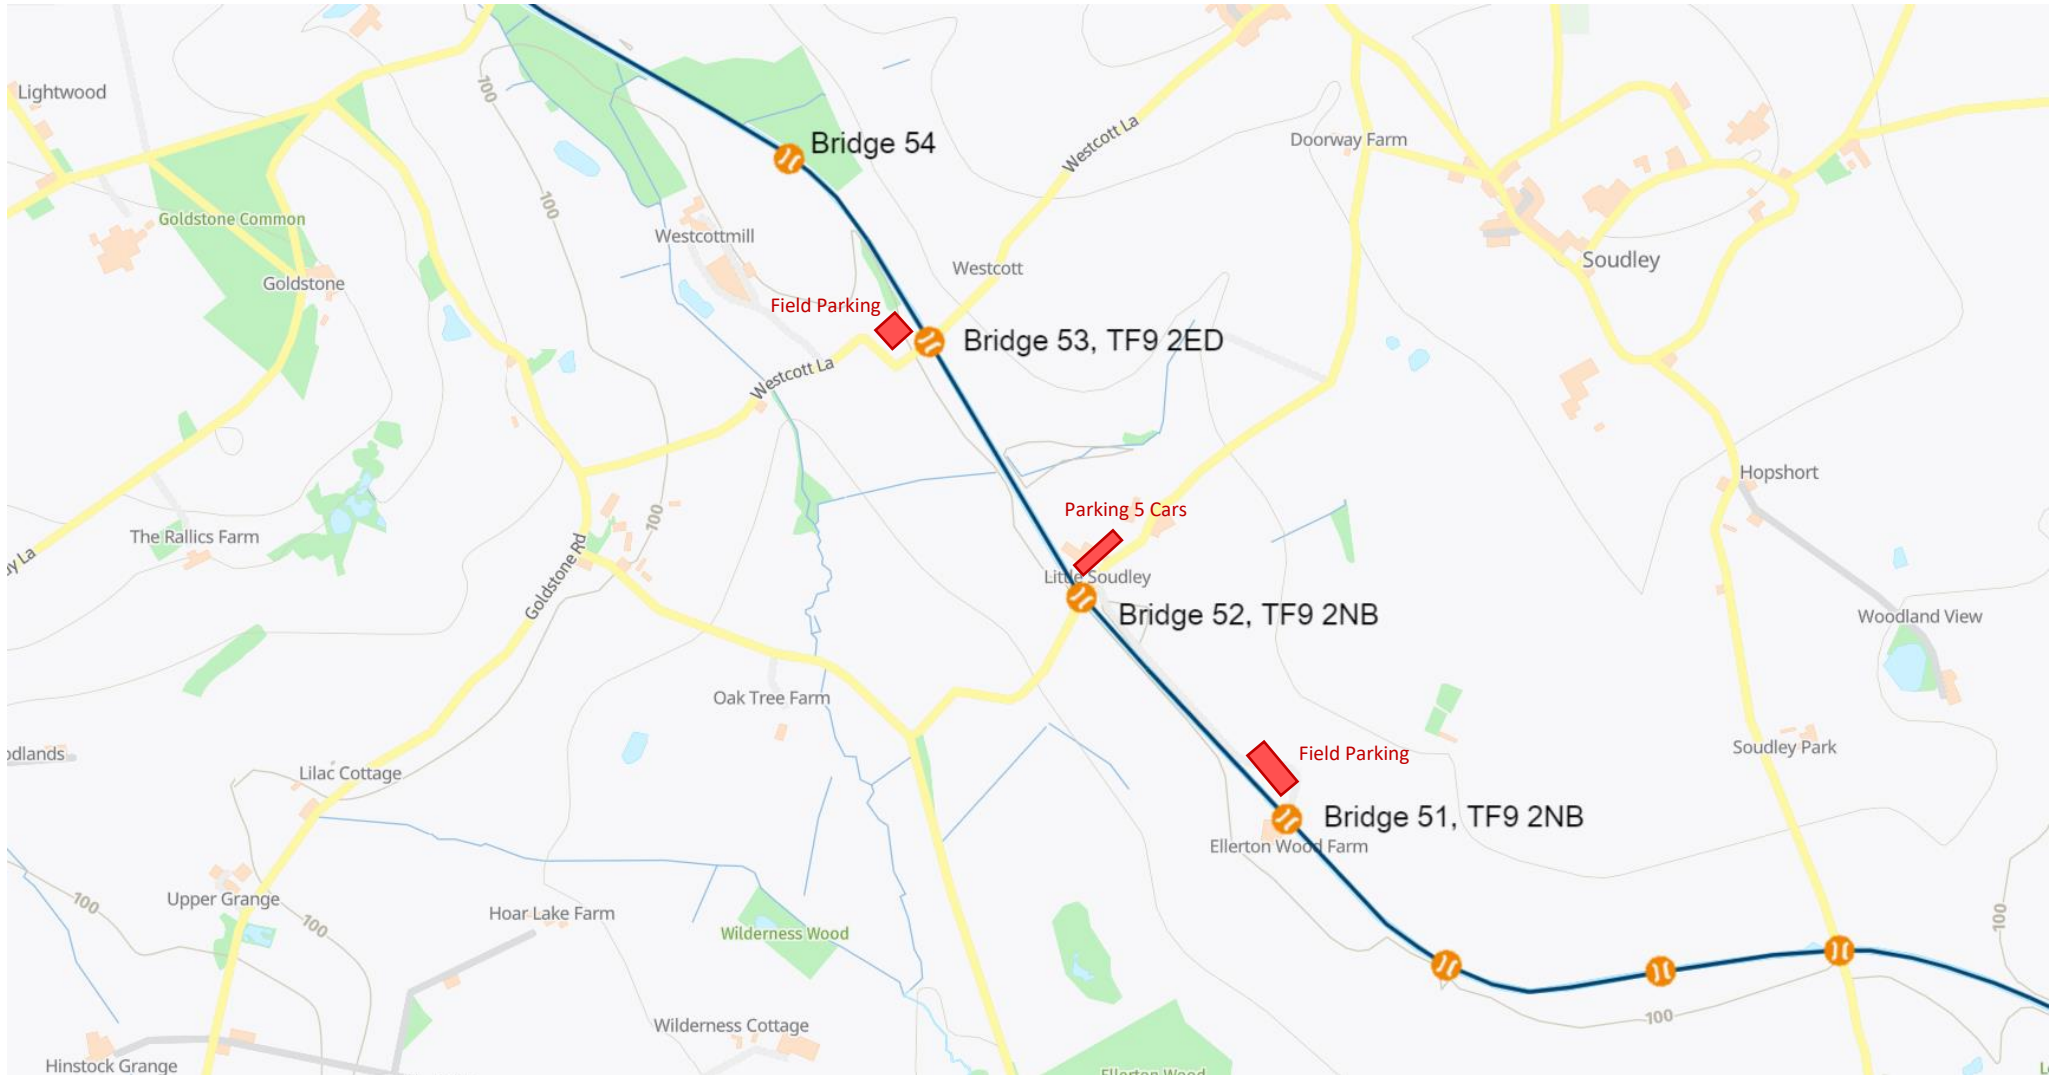 Lightwood
100
Bridge 54
Westcott La
Doorway Farm
100
Goldstone Common
Westcottmill
Westcott
Soudley
Goldstone
Field Parking
Bridge 53, TF9 2ED
Westcott La
Hopshort
Parking 5 Cars
100
The Rallics Farm
ay La
Goldstone Rd
Little Soudley
Bridge 52, TF9 2NB
Woodland View
Oak Tree Farm
Soudley Park
Field Parking
odlands
Lilac Cottage
Bridge 51, TF9 2NB
Ellerton Wood Farm
Upper Grange
100
Hoar Lake Farm
100
100
Wilderness Wood
100
Wilderness Cottage
Hinstock Grange
Ellerton Wood